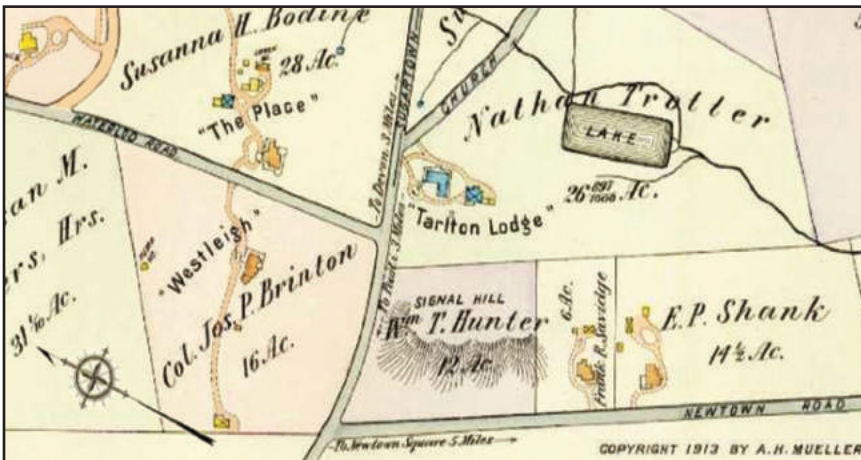 Susanna H. Bodine
28 Ac.
"The Place"
WATERLOO ROAD
SUGARTOWN
CHURCH
To Devon 3 Miles
Nathan Trotter
LAKE
26 897/1000 Ac.
"Tarlton Lodge"
an M.
ers, Hrs.
31 1/10 Ac.
"Westleigh"
Col. Jos. P. Brinton
16 Ac.
To Paoli 3 Miles
SIGNAL HILL
Wm T. Hunter
12 Ac.
6 Ac.
Frank R. Savidge
E. P. Shank
14 1/2 Ac.
NEWTOWN ROAD
To Newtown Square 5 Miles
COPYRIGHT 1913 BY A.H. MUELLER